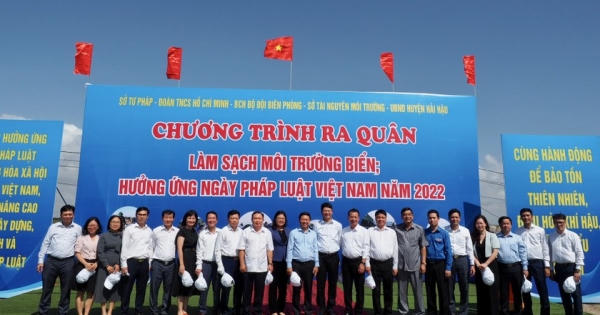 HƯỞNG ỨNG
PHÁP LUẬT
HÓA XÃ HỘI
VIỆT NAM,
NÂNG CAO
XÂY DỰNG,
VÀ
PHÁP LUẬT
SỞ TƯ PHÁP - ĐOÀN TNCS HỒ CHÍ MINH - BCH BỘ ĐỘI BIÊN PHÒNG - SỞ TÀI NGUYÊN MÔI TRƯỜNG - UBND HUYỆN HẢI HẬU
CHƯƠNG TRÌNH RA QUÂN
LÀM SẠCH MÔI TRƯỜNG BIỂN;
HƯỞNG ỨNG NGÀY PHÁP LUẬT VIỆT NAM NĂM 2022
CÙNG HÀNH ĐỘNG
ĐỂ BẢO TỒN
THIÊN NHIÊN,
KHÍ HẬU,